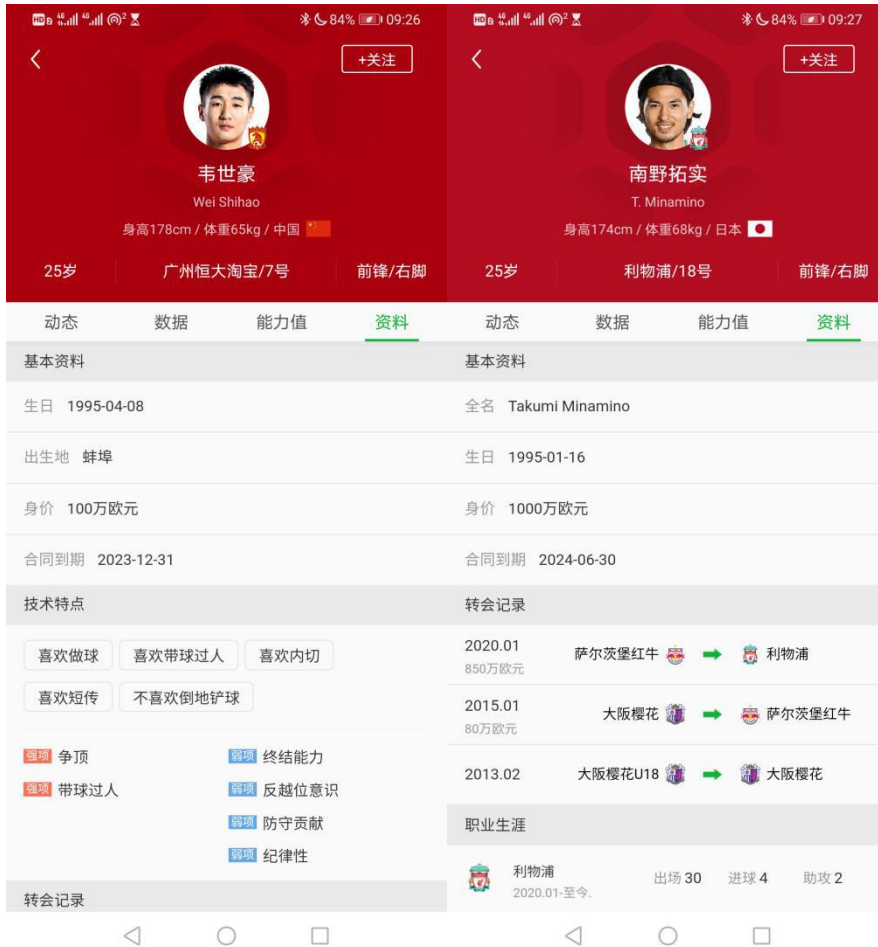 HD B 4G 4G 2 84% 09:26
+关注
韦世豪
Wei Shihao
身高178cm / 体重65kg / 中国
25岁 广州恒大淘宝/7号 前锋/右脚
动态 数据 能力值 资料
基本资料
生日 1995-04-08
出生地 蚌埠
身价 100万欧元
合同到期 2023-12-31
技术特点
喜欢做球 喜欢带球过人 喜欢内切
喜欢短传 不喜欢倒地铲球
强项 争顶 弱项 终结能力
强项 带球过人 弱项 反越位意识
弱项 防守贡献
弱项 纪律性
转会记录
HD B 4G 4G 2 84% 09:27
+关注
南野拓实
T. Minamino
身高174cm / 体重68kg / 日本
25岁 利物浦/18号 前锋/右脚
动态 数据 能力值 资料
基本资料
全名 Takumi Minamino
生日 1995-01-16
身价 1000万欧元
合同到期 2024-06-30
转会记录
2020.01 萨尔茨堡红牛 利物浦
850万欧元
2015.01 大阪樱花 萨尔茨堡红牛
80万欧元
2013.02 大阪樱花U18 大阪樱花
职业生涯
利物浦 出场 30 进球 4 助攻 2
2020.01-至今.